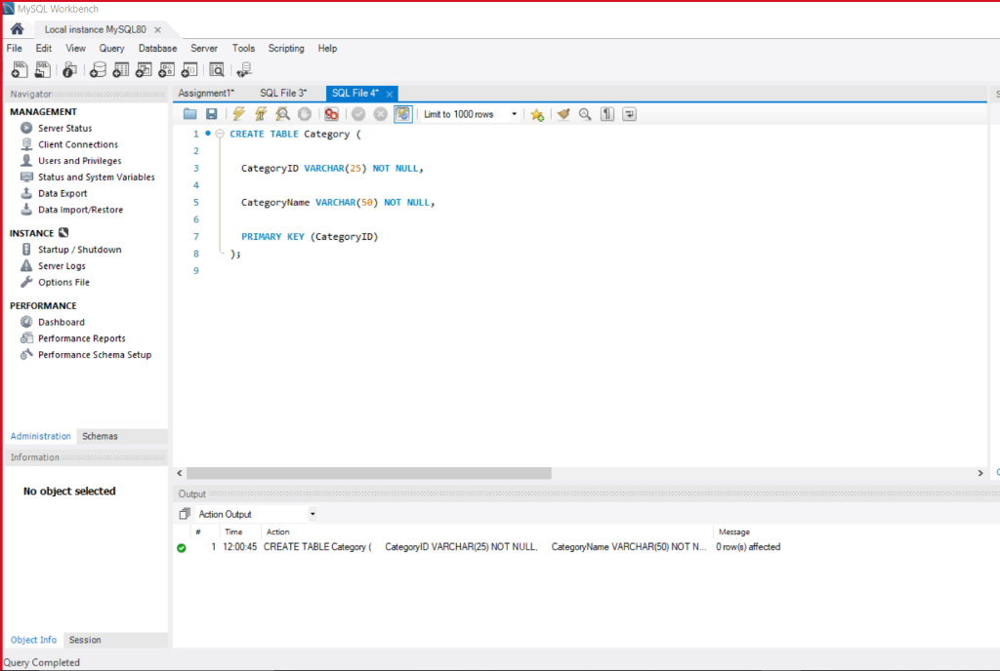 MySQL Workbench
Local instance MySQL80
File Edit View Query Database Server Tools Scripting Help
Navigator
MANAGEMENT
Server Status
Client Connections
Users and Privileges
Status and System Variables
Data Export
Data Import/Restore
INSTANCE
Startup / Shutdown
Server Logs
Options File
PERFORMANCE
Dashboard
Performance Reports
Performance Schema Setup
Administration Schemas
Information
No object selected
Object Info Session
Query Completed
Assignment1* SQL File 3* SQL File 4*
Limit to 1000 rows
1 CREATE TABLE Category (
2
3 CategoryID VARCHAR(25) NOT NULL,
4
5 CategoryName VARCHAR(50) NOT NULL,
6
7 PRIMARY KEY (CategoryID)
8 );
9
Output
Action Output
# Time Action Message
1 12:00:45 CREATE TABLE Category ( CategoryID VARCHAR(25) NOT NULL, CategoryName VARCHAR(50) NOT N... 0 row(s) affected